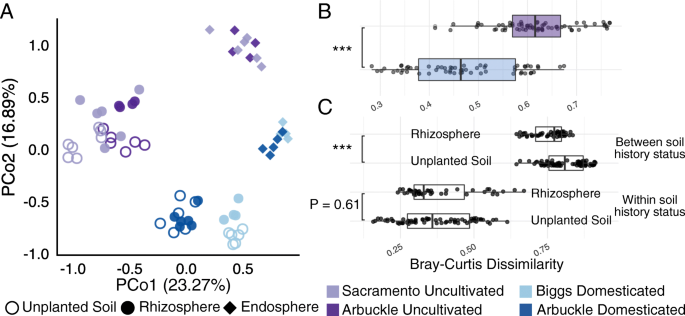 A
PCo2 (16.89%)
1.0
0.5
0.0
-0.5
-1.0
-1.0
-0.5
0.0
0.5
PCo1 (23.27%)
Unplanted Soil
Rhizosphere
Endosphere
B
***
0.3
0.4
0.5
0.6
0.7
C
***
Rhizosphere
Unplanted Soil
Between soil
history status
P = 0.61
Rhizosphere
Unplanted Soil
Within soil
history status
0.25
0.50
0.75
Bray-Curtis Dissimilarity
Sacramento Uncultivated
Biggs Domesticated
Arbuckle Uncultivated
Arbuckle Domesticated